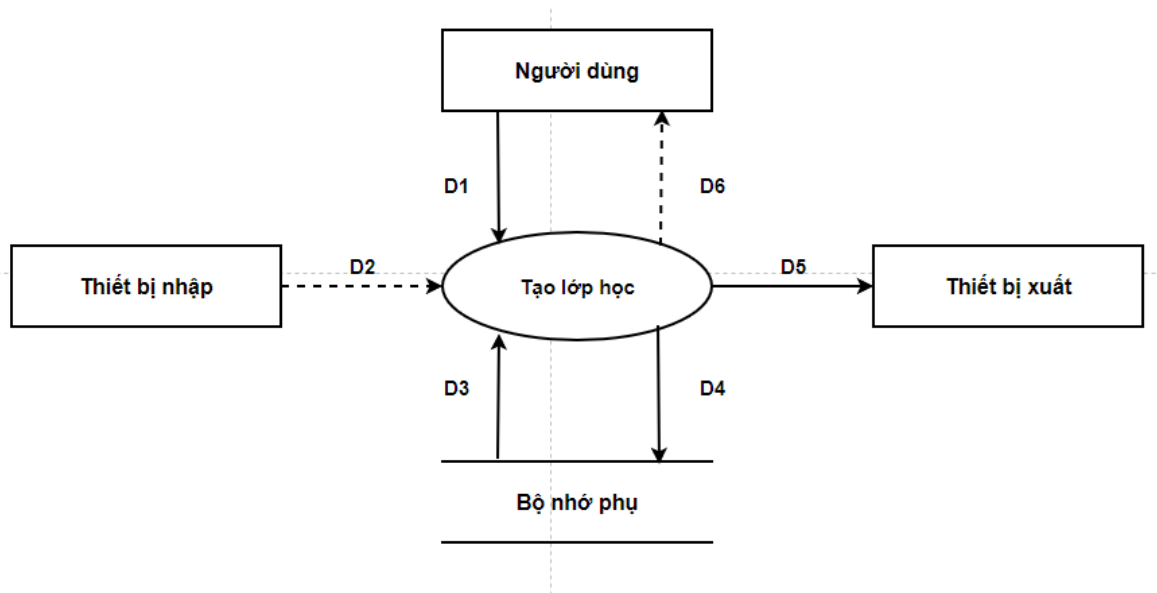 Người dùng
D1
D6
Thiết bị nhập
D2
Tạo lớp học
D5
Thiết bị xuất
D3
D4
Bộ nhớ phụ